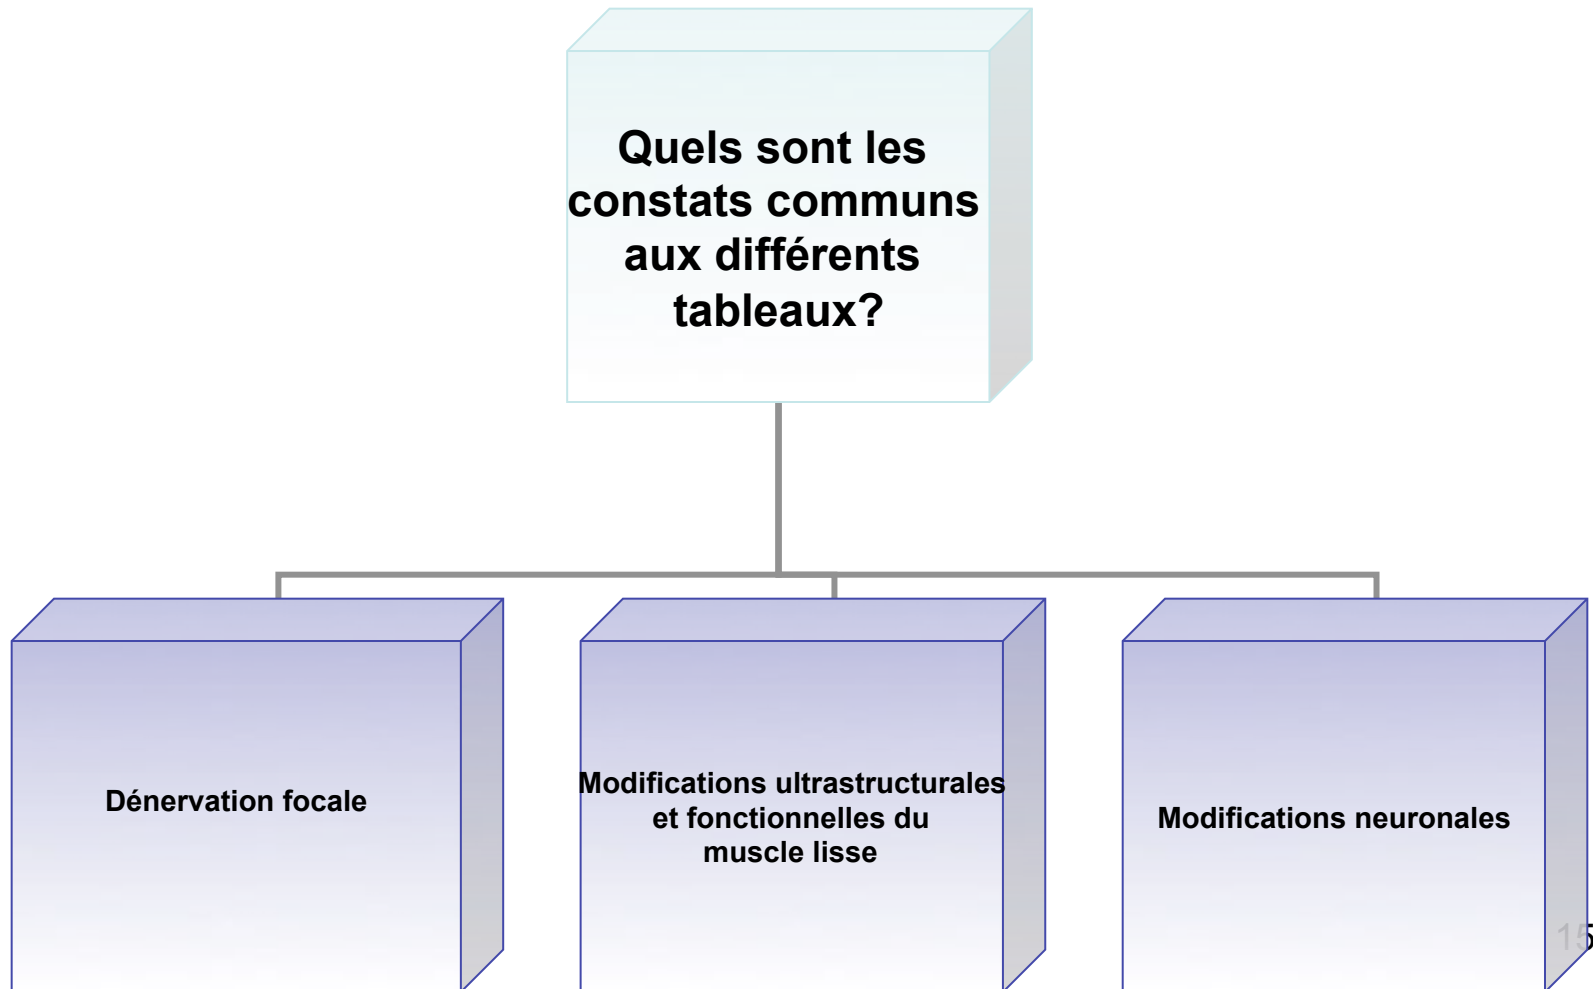 Quels sont les
constats communs
aux différents
tableaux?
Dénervation focale
Modifications ultrastructurales
et fonctionnelles du
muscle lisse
Modifications neuronales
15